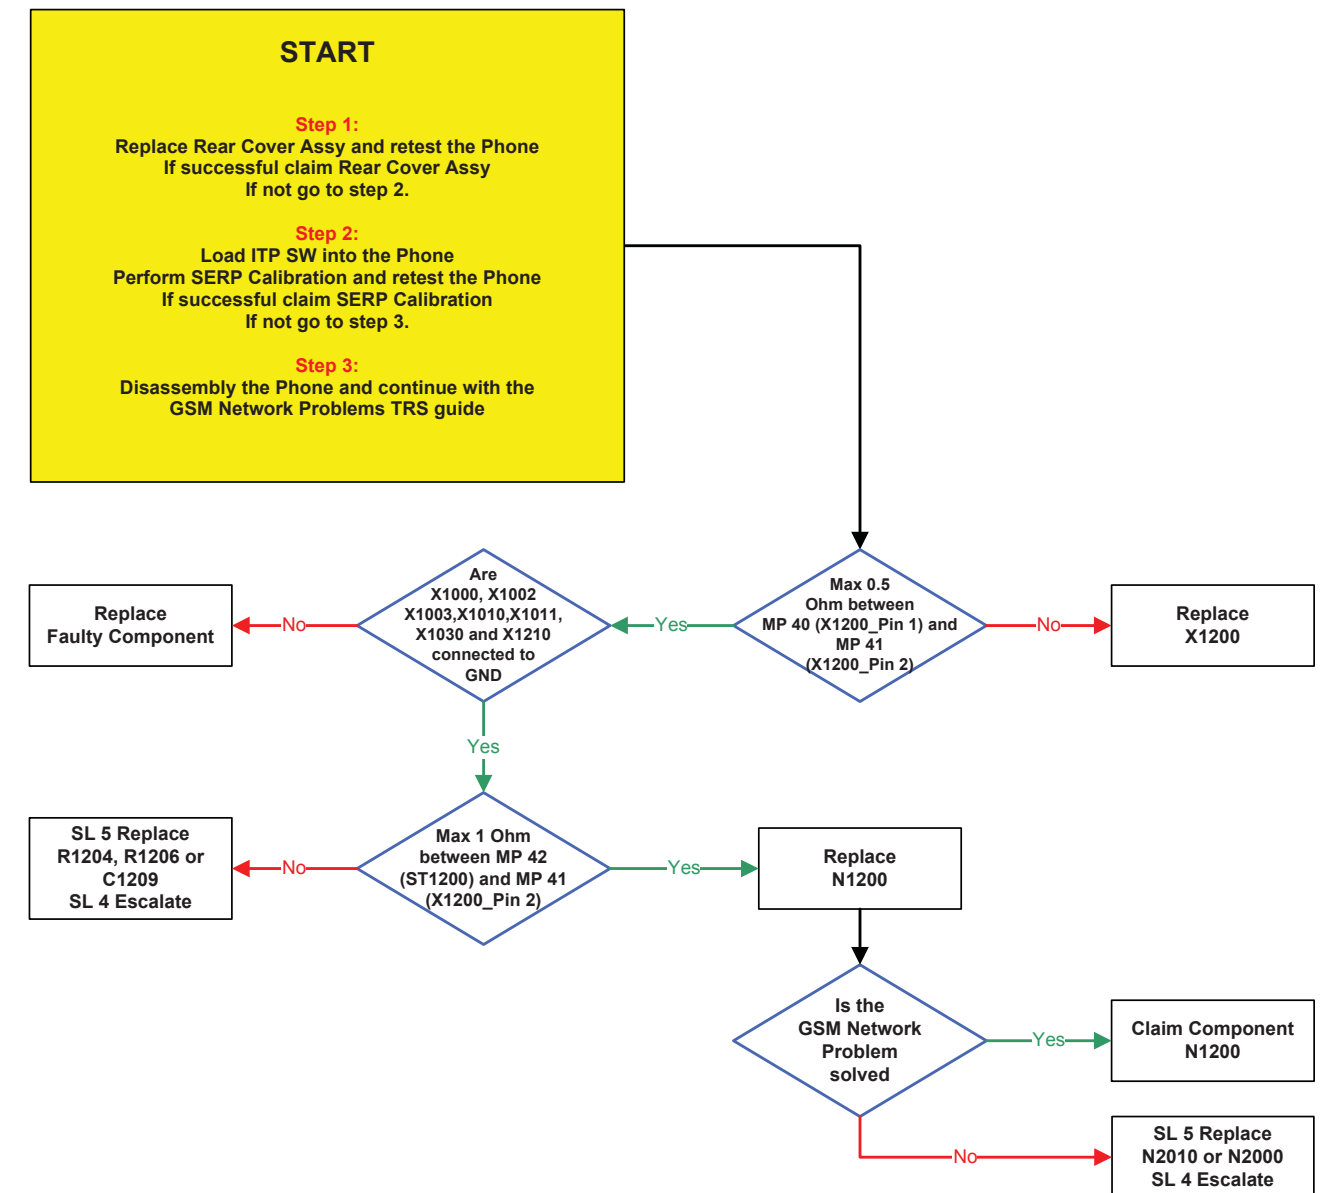 START
Step 1:
Replace Rear Cover Assy and retest the Phone
If successful claim Rear Cover Assy
If not go to step 2.
Step 2:
Load ITP SW into the Phone
Perform SERP Calibration and retest the Phone
If successful claim SERP Calibration
If not go to step 3.
Step 3:
Disassembly the Phone and continue with the
GSM Network Problems TRS guide
Max 0.5
Ohm between
MP 40 (X1200_Pin 1) and
MP 41
(X1200_Pin 2)
No
Replace
X1200
Yes
Are
X1000, X1002
X1003,X1010,X1011,
X1030 and X1210
connected to
GND
No
Replace
Faulty Component
Yes
Max 1 Ohm
between MP 42
(ST1200) and MP 41
(X1200_Pin 2)
No
SL 5 Replace
R1204, R1206 or
C1209
SL 4 Escalate
Yes
Replace
N1200
Is the
GSM Network
Problem
solved
Yes
Claim Component
N1200
No
SL 5 Replace
N2010 or N2000
SL 4 Escalate